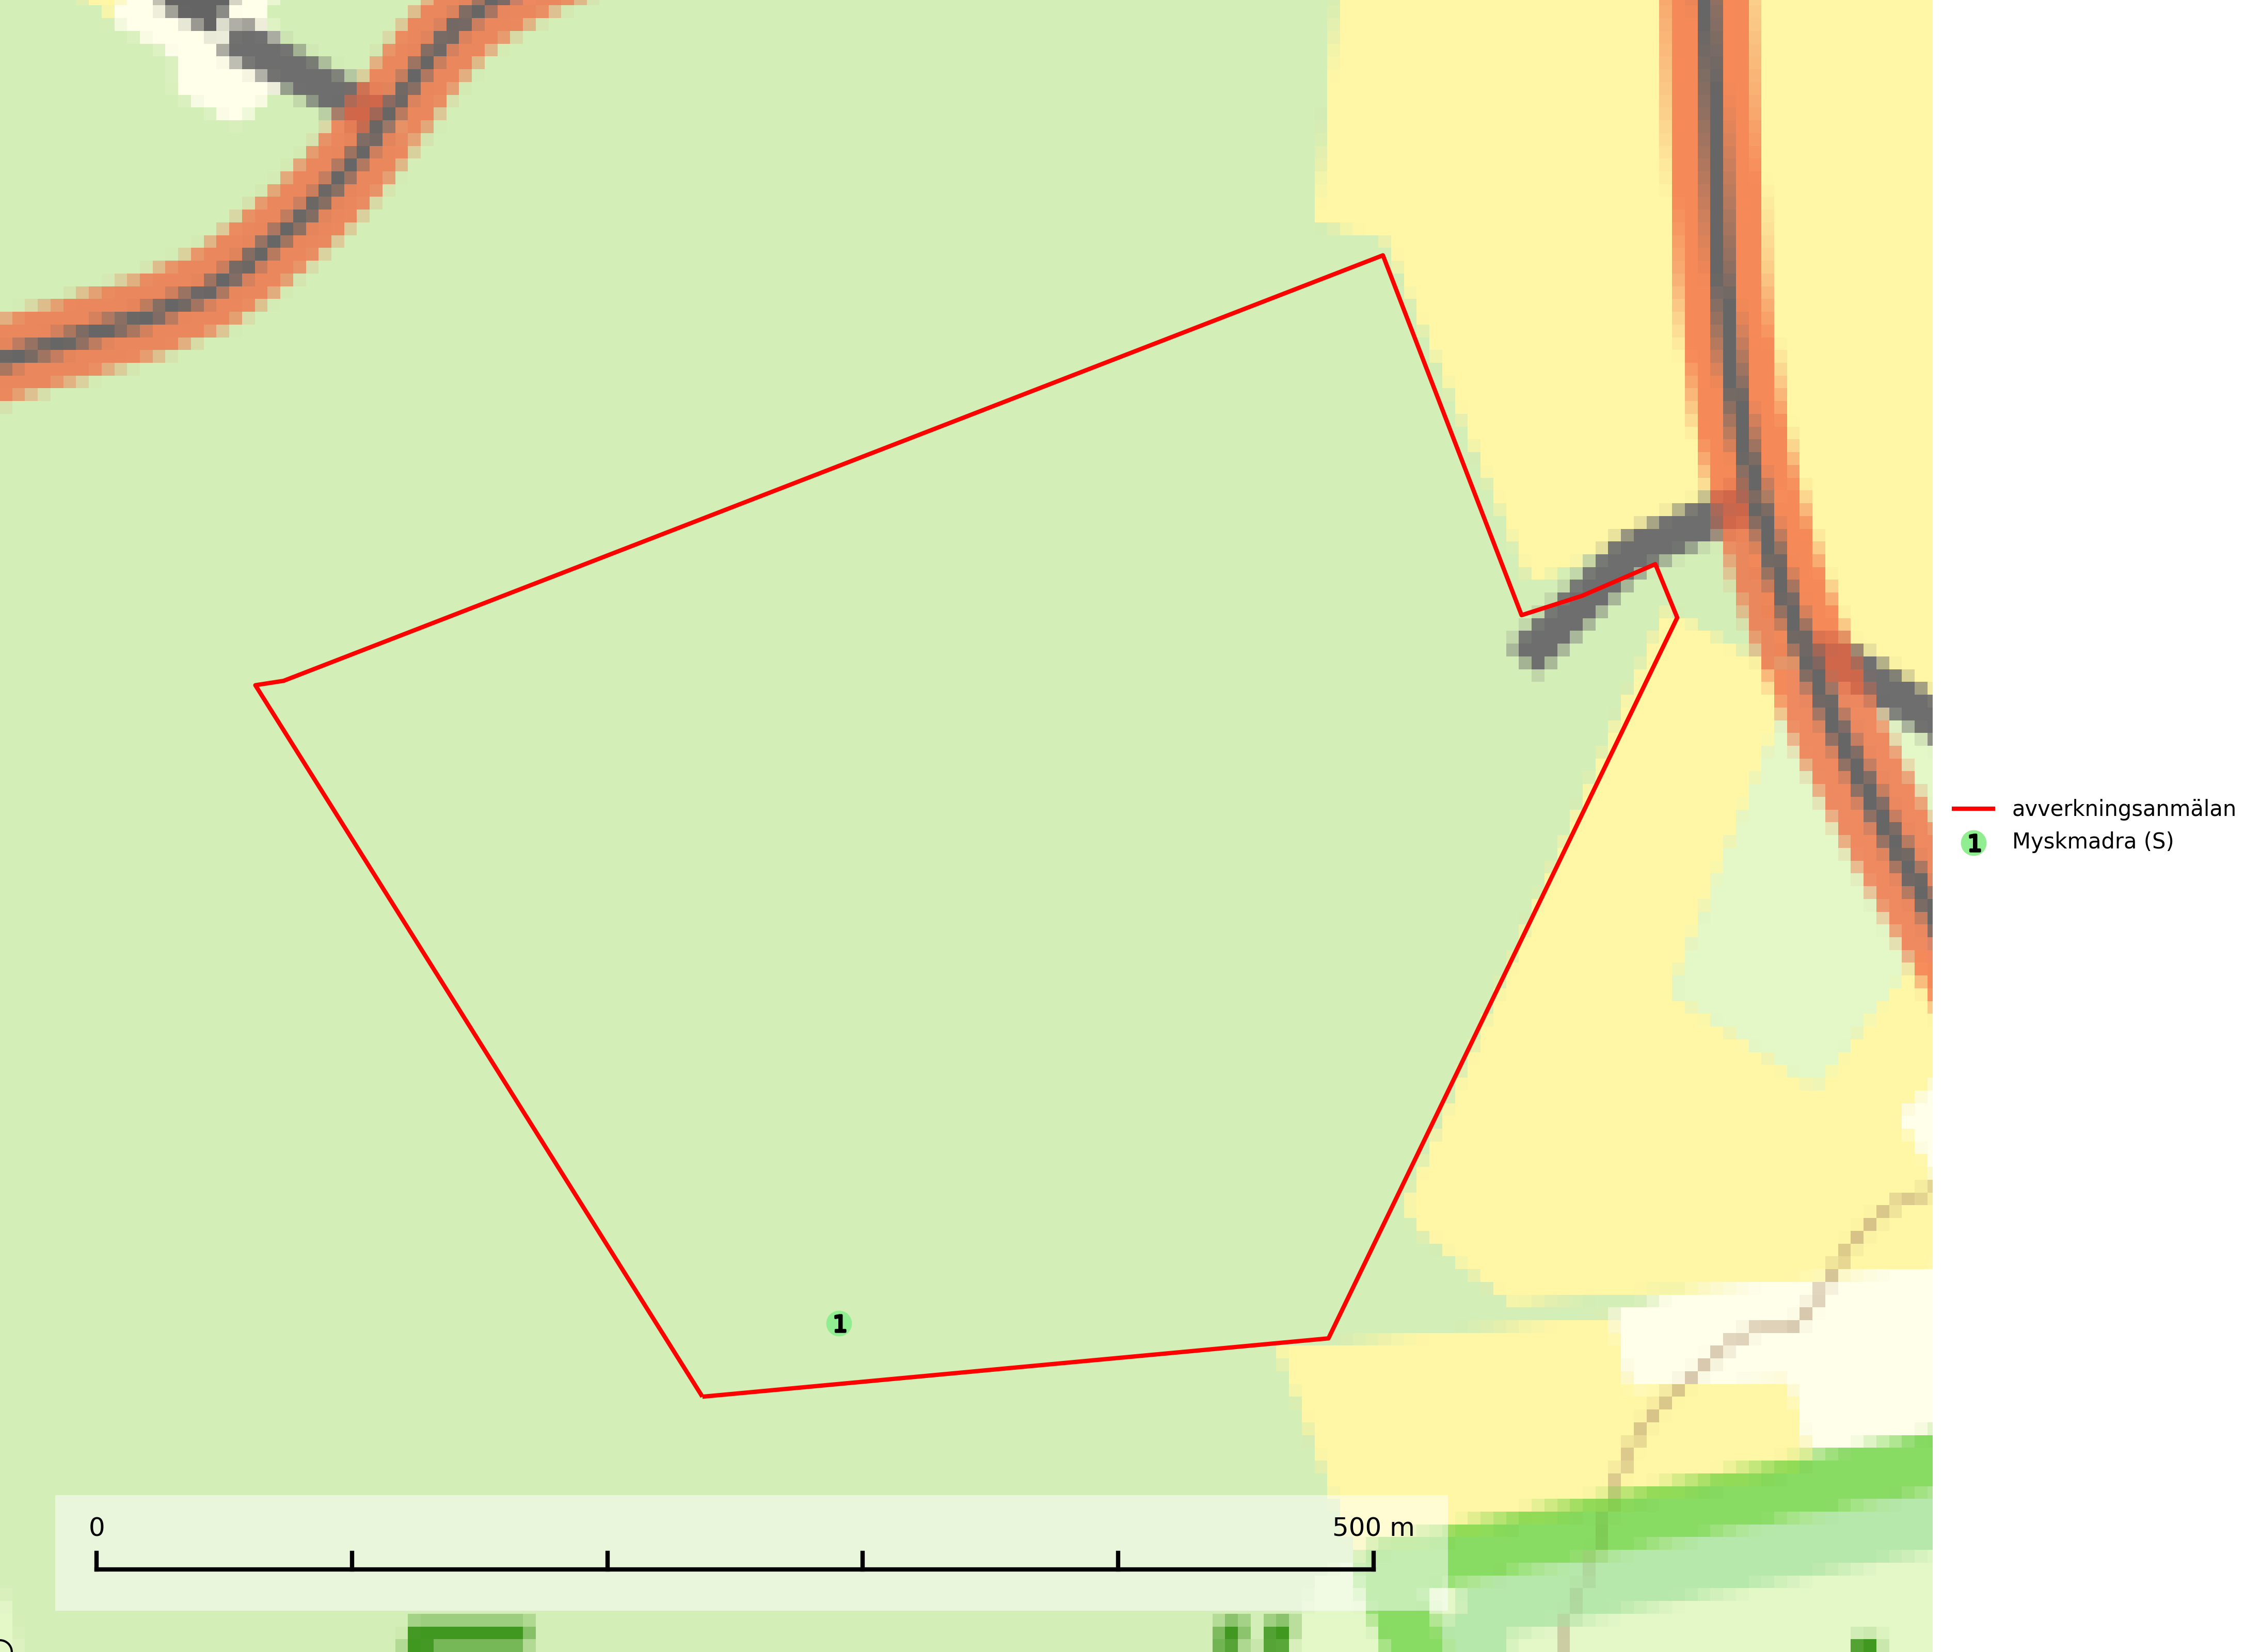 avverkningsanmälan
1 Myskmadra (S)
1
0 500 m